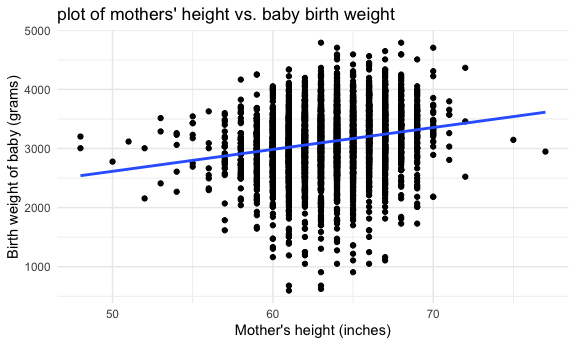 plot of mothers' height vs. baby birth weight
5000
4000
3000
2000
1000
Birth weight of baby (grams)
50
60
70
Mother's height (inches)